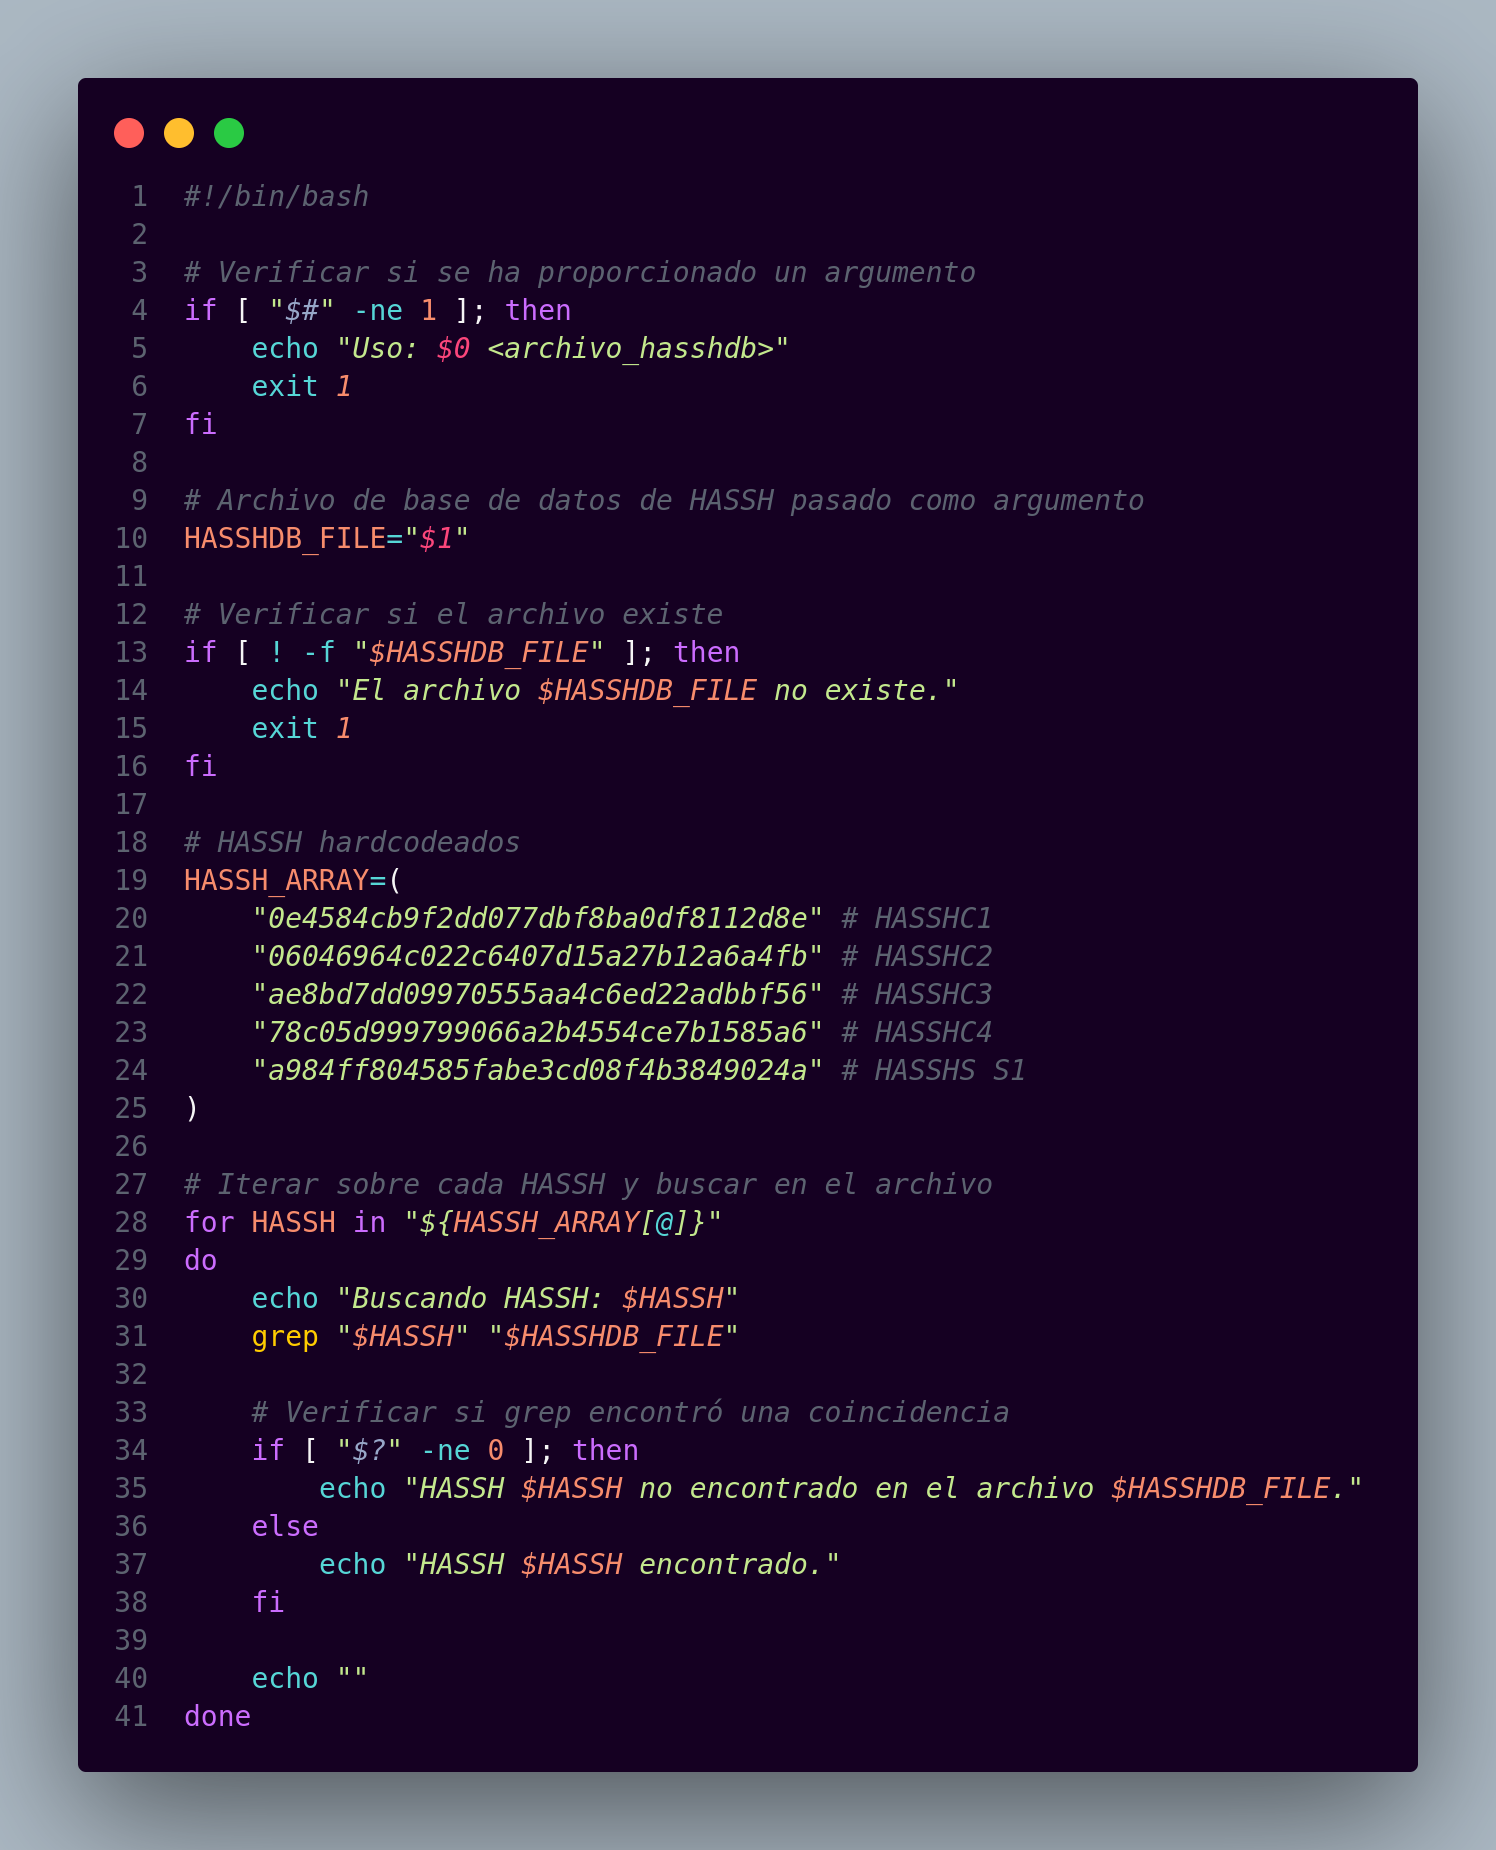 1 #!/bin/bash
2
3 # Verificar si se ha proporcionado un argumento
4 if [ "$#" -ne 1 ]; then
5     echo "Uso: $0 <archivo_hasshdb>"
6     exit 1
7 fi
8
9 # Archivo de base de datos de HASSH pasado como argumento
10 HASSHDB_FILE="$1"
11
12 # Verificar si el archivo existe
13 if [ ! -f "$HASSHDB_FILE" ]; then
14     echo "El archivo $HASSHDB_FILE no existe."
15     exit 1
16 fi
17
18 # HASSH hardcodeados
19 HASSH_ARRAY=(
20     "0e4584cb9f2dd077dbf8ba0df8112d8e" # HASSHC1
21     "06046964c022c6407d15a27b12a6a4fb" # HASSHC2
22     "ae8bd7dd09970555aa4c6ed22adbbf56" # HASSHC3
23     "78c05d999799066a2b4554ce7b1585a6" # HASSHC4
24     "a984ff804585fabe3cd08f4b3849024a" # HASSHS S1
25 )
26
27 # Iterar sobre cada HASSH y buscar en el archivo
28 for HASSH in "${HASSH_ARRAY[@]}"
29 do
30     echo "Buscando HASSH: $HASSH"
31     grep "$HASSH" "$HASSHDB_FILE"
32
33     # Verificar si grep encontró una coincidencia
34     if [ "$?" -ne 0 ]; then
35         echo "HASSH $HASSH no encontrado en el archivo $HASSHDB_FILE."
36     else
37         echo "HASSH $HASSH encontrado."
38     fi
39
40     echo ""
41 done